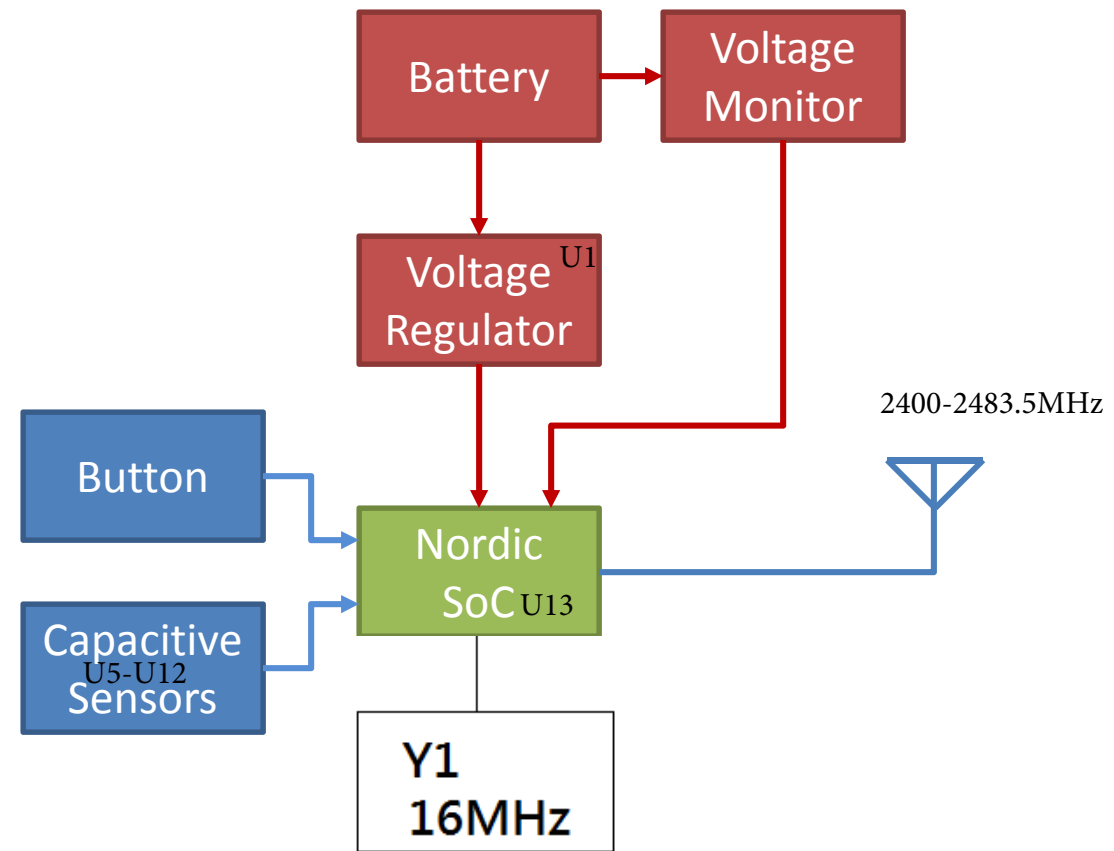 Battery
Voltage
Monitor
Voltage U1
Regulator
2400-2483.5MHz
Button
Nordic
SoC U13
Capacitive
U5-U12
Sensors
Y1
16MHz